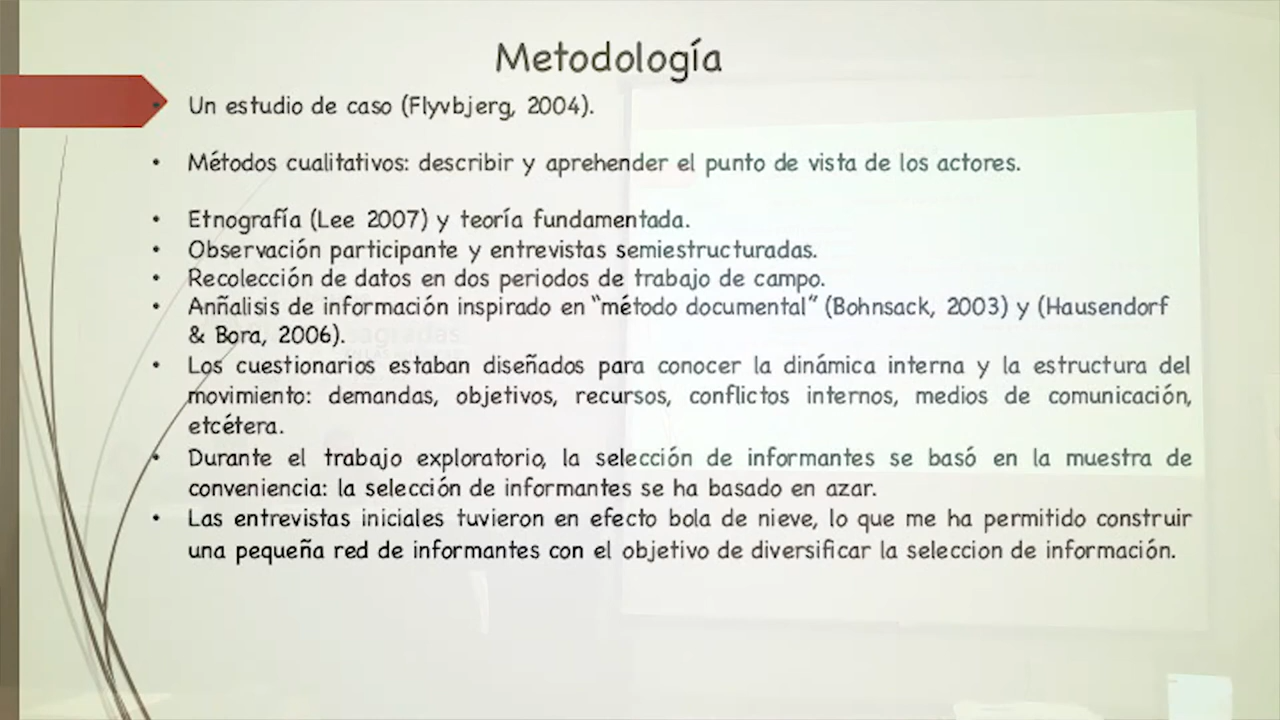 Metodología
• Un estudio de caso (Flyvbjerg, 2004).
• Métodos cualitativos: describir y aprehender el punto de vista de los actores.
• Etnografía (Lee 2007) y teoría fundamentada.
• Observación participante y entrevistas semiestructuradas.
• Recolección de datos en dos periodos de trabajo de campo.
• Anñalisis de información inspirado en “método documental” (Bohnsack, 2003) y (Hausendorf
& Bora, 2006).
• Los cuestionarios estaban diseñados para conocer la dinámica interna y la estructura del
movimiento: demandas, objetivos, recursos, conflictos internos, medios de comunicación,
etcétera.
• Durante el trabajo exploratorio, la selección de informantes se basó en la muestra de
conveniencia: la selección de informantes se ha basado en azar.
• Las entrevistas iniciales tuvieron en efecto bola de nieve, lo que me ha permitido construir
una pequeña red de informantes con el objetivo de diversificar la seleccion de información.